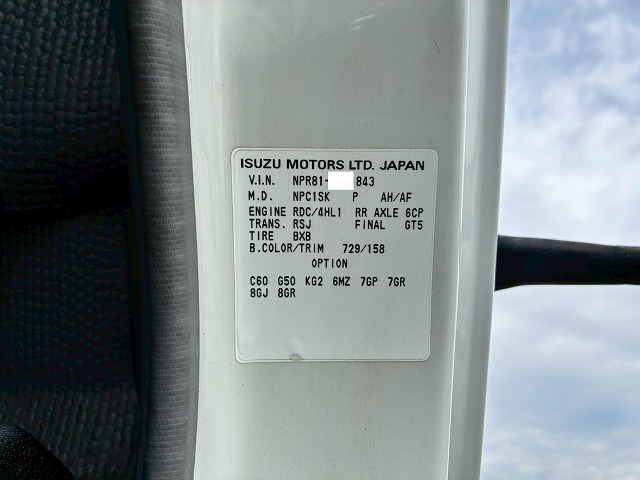 ISUZU MOTORS LTD. JAPAN
V.I.N. NPR81- 843
M.D. NPC1SK P AH/AF
ENGINE RDC/4HL1 RR AXLE 6CP
TRANS. RSJ FINAL GT5
TIRE BXB
B.COLOR/TRIM 729/158
OPTION
C60 G50 KG2 6MZ 7GP 7GR
8GJ 8GR